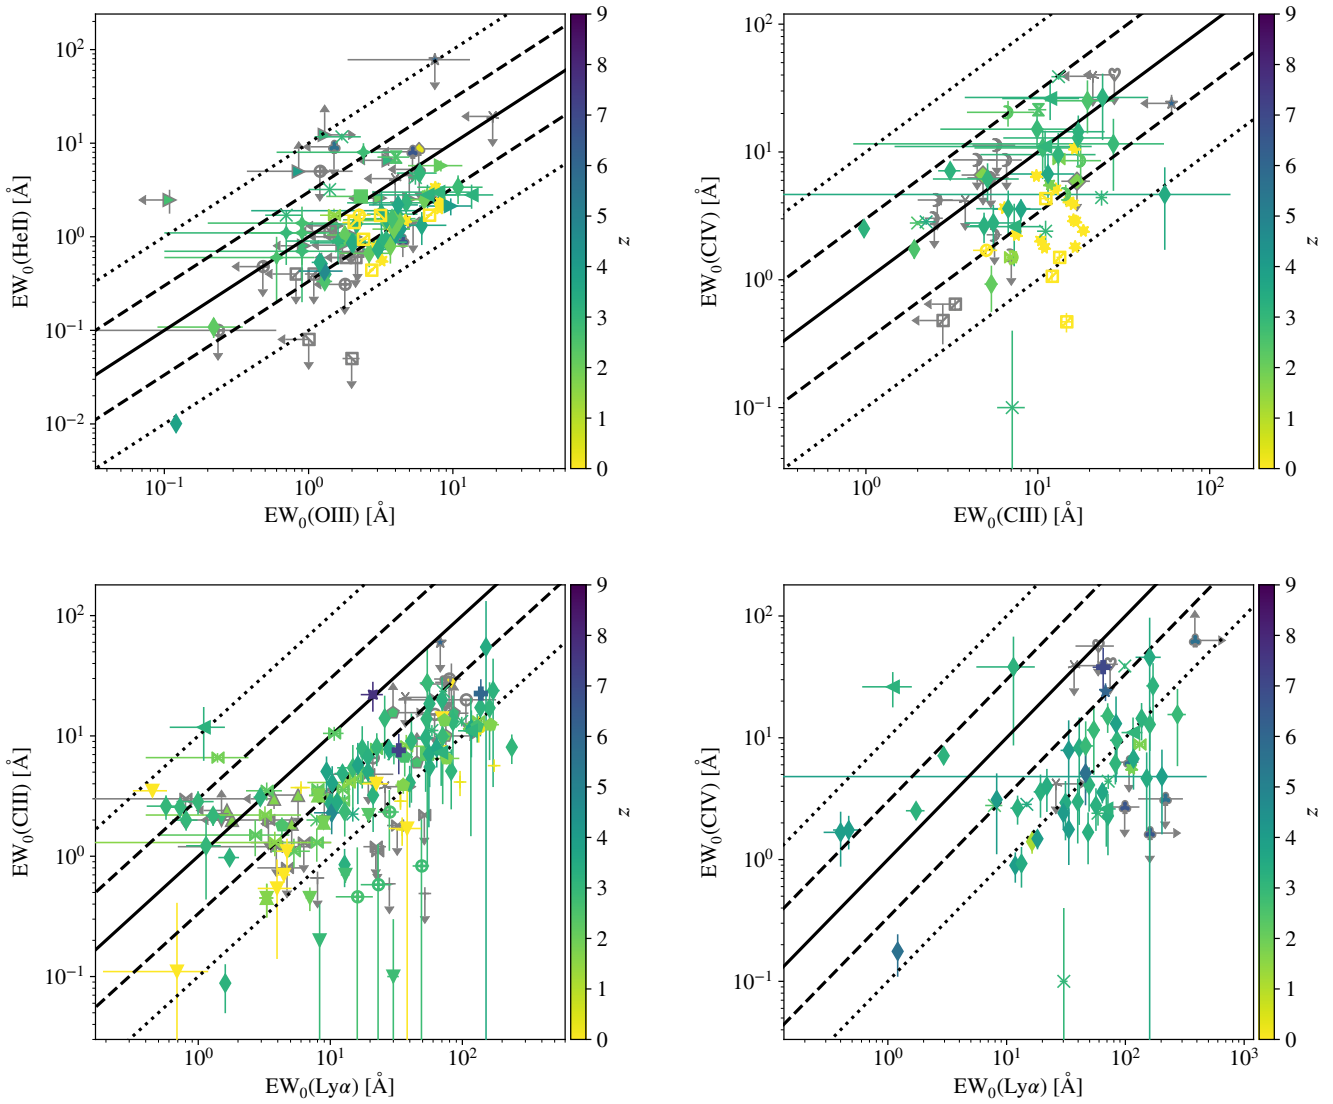 10² 10¹ 10⁰ 10⁻¹ 10⁻²
EW₀(HeII) [Å]
10⁻¹ 10⁰ 10¹
EW₀(OIII) [Å]
9 8 7 6 5 4 3 2 1 0
z
10² 10¹ 10⁰ 10⁻¹
EW₀(CIV) [Å]
10⁰ 10¹ 10²
EW₀(CIII) [Å]
9 8 7 6 5 4 3 2 1 0
z
10² 10¹ 10⁰ 10⁻¹
EW₀(CIII) [Å]
10⁰ 10¹ 10²
EW₀(Lyα) [Å]
9 8 7 6 5 4 3 2 1 0
z
10² 10¹ 10⁰ 10⁻¹
EW₀(CIV) [Å]
10⁰ 10¹ 10² 10³
EW₀(Lyα) [Å]
9 8 7 6 5 4 3 2 1 0
z